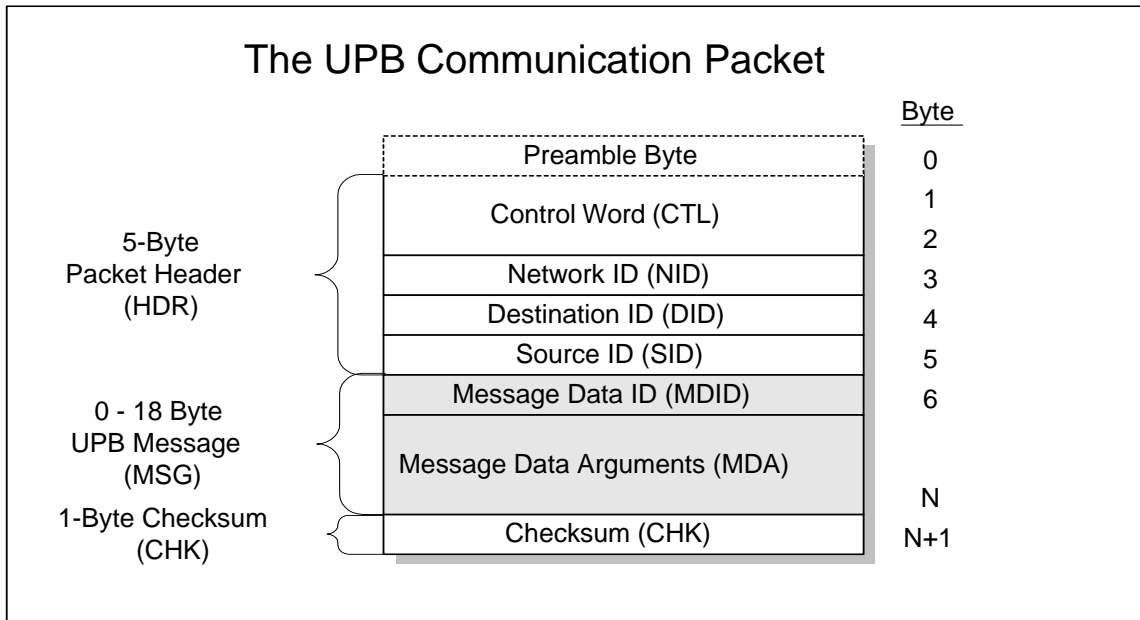 The UPB Communication Packet
Byte
Preamble Byte
0
1
Control Word (CTL)
2
5-Byte
Packet Header
(HDR)
Network ID (NID)
3
Destination ID (DID)
4
Source ID (SID)
5
Message Data ID (MDID)
6
0 - 18 Byte
UPB Message
(MSG)
Message Data Arguments (MDA)
N
1-Byte Checksum
(CHK)
Checksum (CHK)
N+1